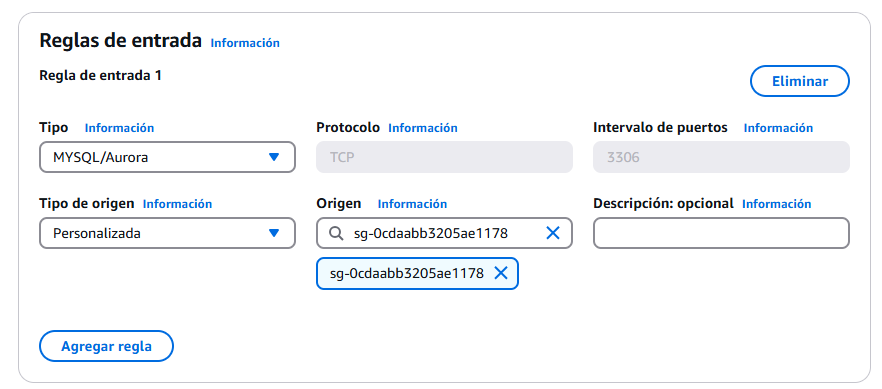 Reglas de entrada Información
Regla de entrada 1
Eliminar
Tipo Información
Protocolo Información
Intervalo de puertos Información
MYSQL/Aurora
TCP
3306
Tipo de origen Información
Origen Información
Descripción: opcional Información
Personalizada
sg-0cdaabb3205ae1178
sg-0cdaabb3205ae1178
Agregar regla